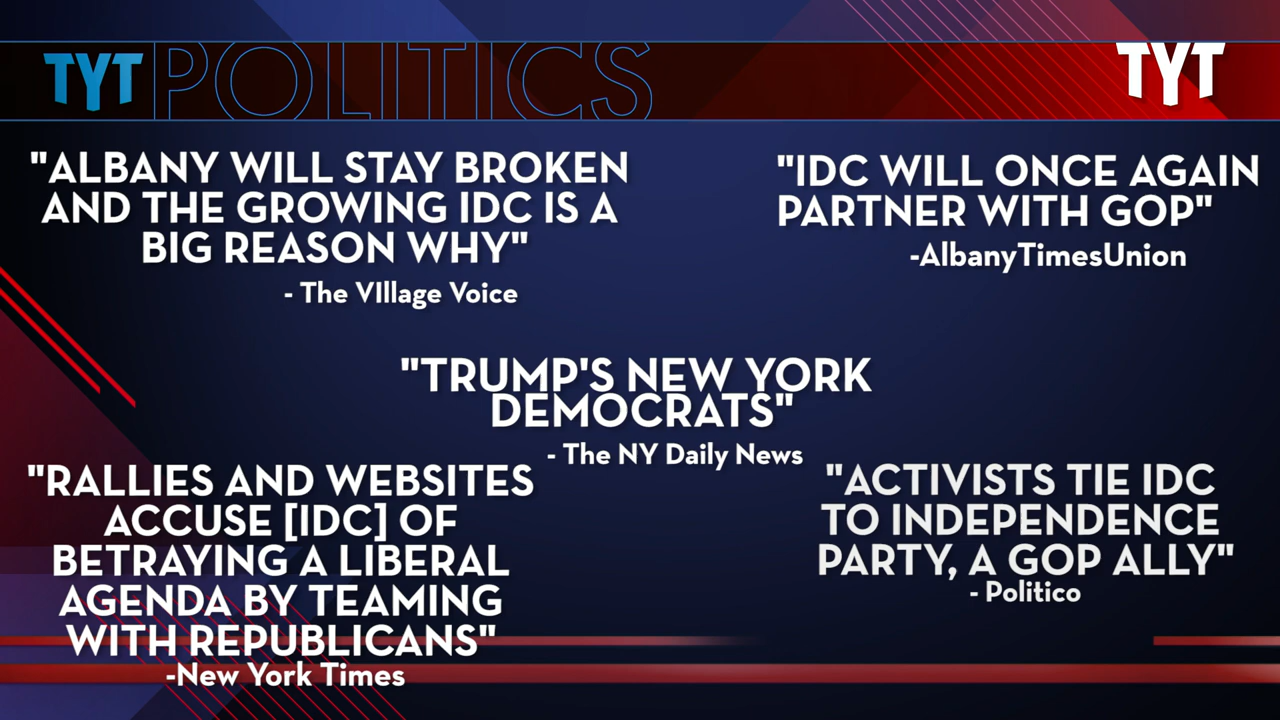 TYT POLITICS
TYT
"ALBANY WILL STAY BROKEN
AND THE GROWING IDC IS A
BIG REASON WHY"
- The VIllage Voice
"IDC WILL ONCE AGAIN
PARTNER WITH GOP"
-AlbanyTimesUnion
"TRUMP'S NEW YORK
DEMOCRATS"
- The NY Daily News
"RALLIES AND WEBSITES
ACCUSE [IDC] OF
BETRAYING A LIBERAL
AGENDA BY TEAMING
WITH REPUBLICANS"
-New York Times
"ACTIVISTS TIE IDC
TO INDEPENDENCE
PARTY, A GOP ALLY"
- Politico